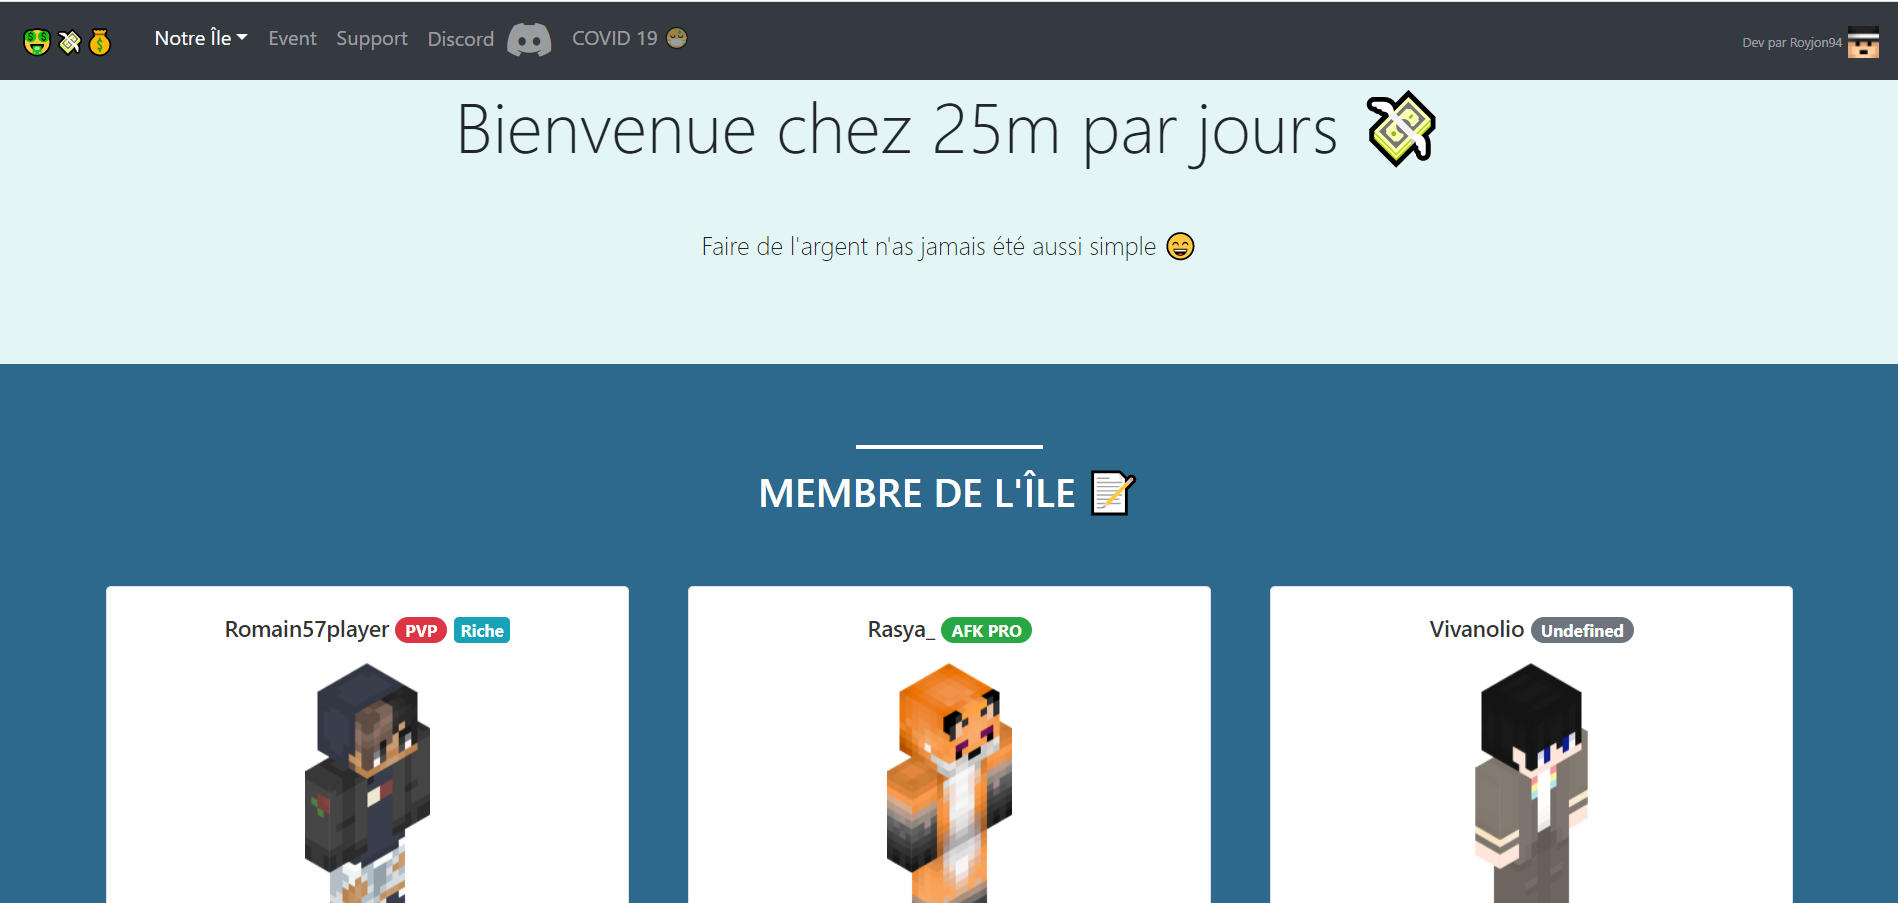 Notre Île Event Support Discord COVID 19 Dev par Royjon94
Bienvenue chez 25m par jours
Faire de l'argent n'as jamais été aussi simple
MEMBRE DE L'ÎLE
Romain57player PVP Riche
Rasya_ AFK PRO
Vivanolio Undefined